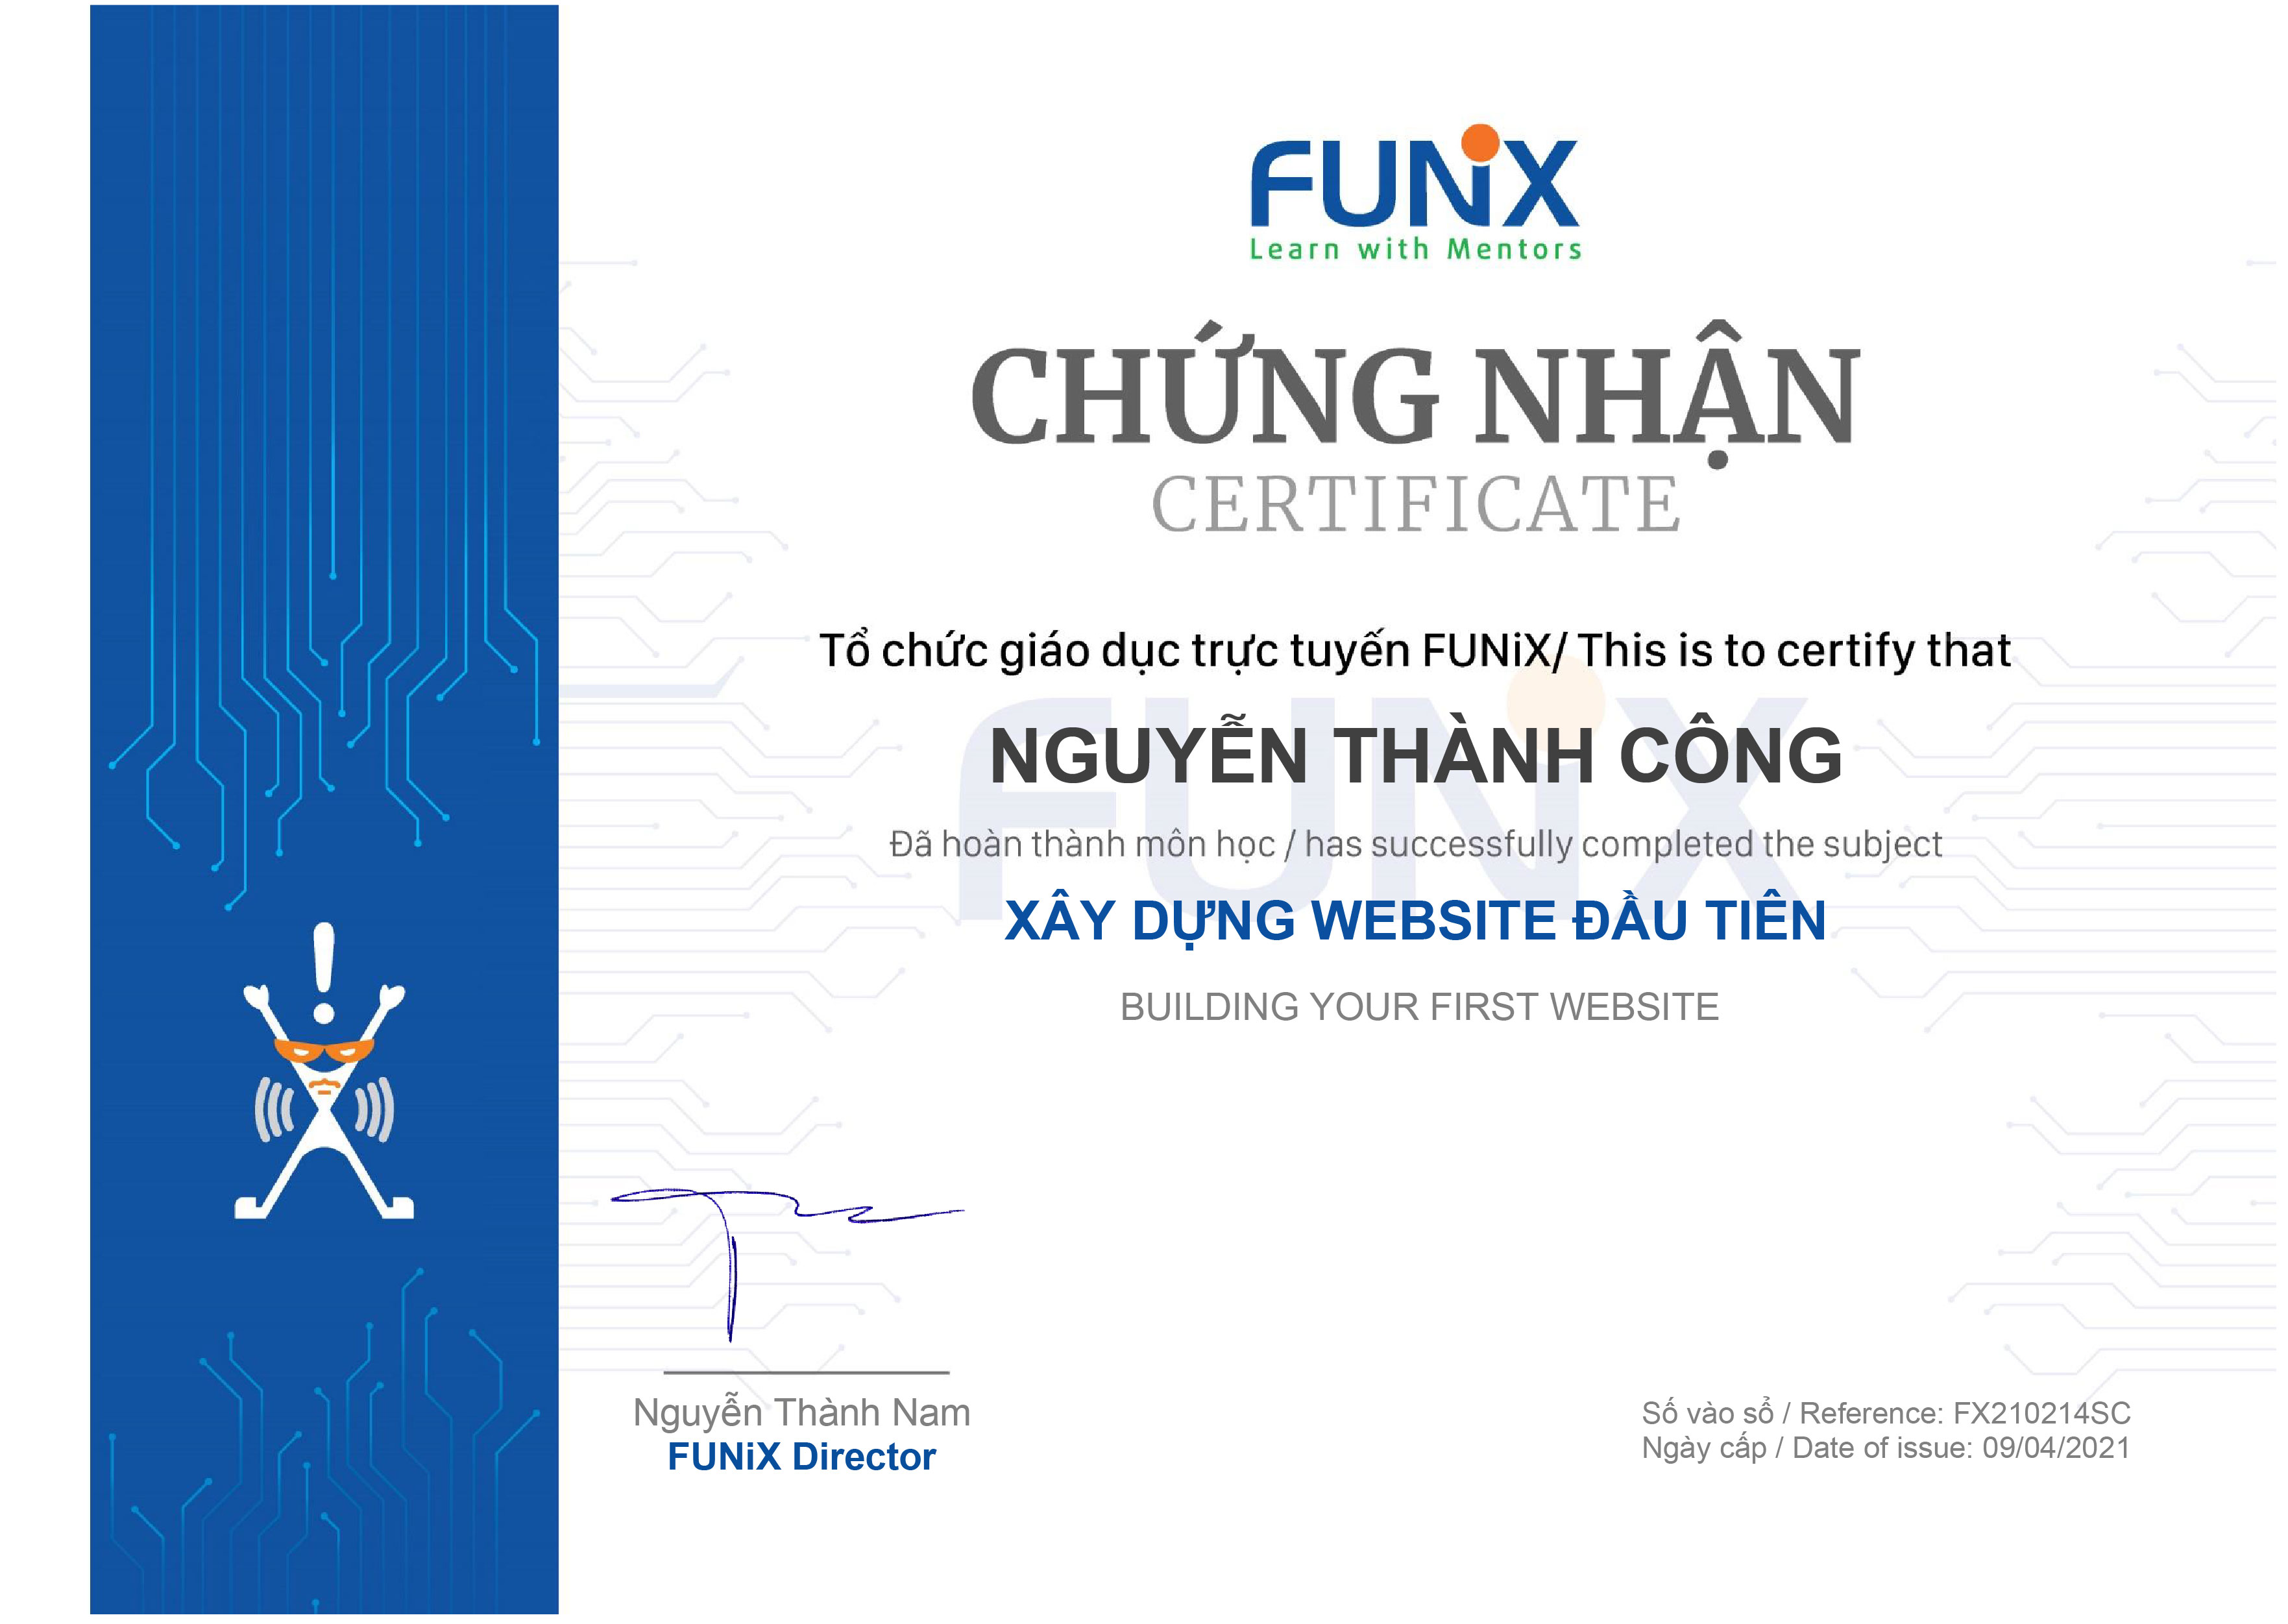 FUNiX
Learn with Mentors
CHỨNG NHẬN
CERTIFICATE
Tổ chức giáo dục trực tuyến FUNiX/ This is to certify that
NGUYỄN THÀNH CÔNG
Đã hoàn thành môn học / has successfully completed the subject
XÂY DỰNG WEBSITE ĐẦU TIÊN
BUILDING YOUR FIRST WEBSITE
Nguyễn Thành Nam
FUNiX Director
Số vào sổ / Reference: FX210214SC
Ngày cấp / Date of issue: 09/04/2021